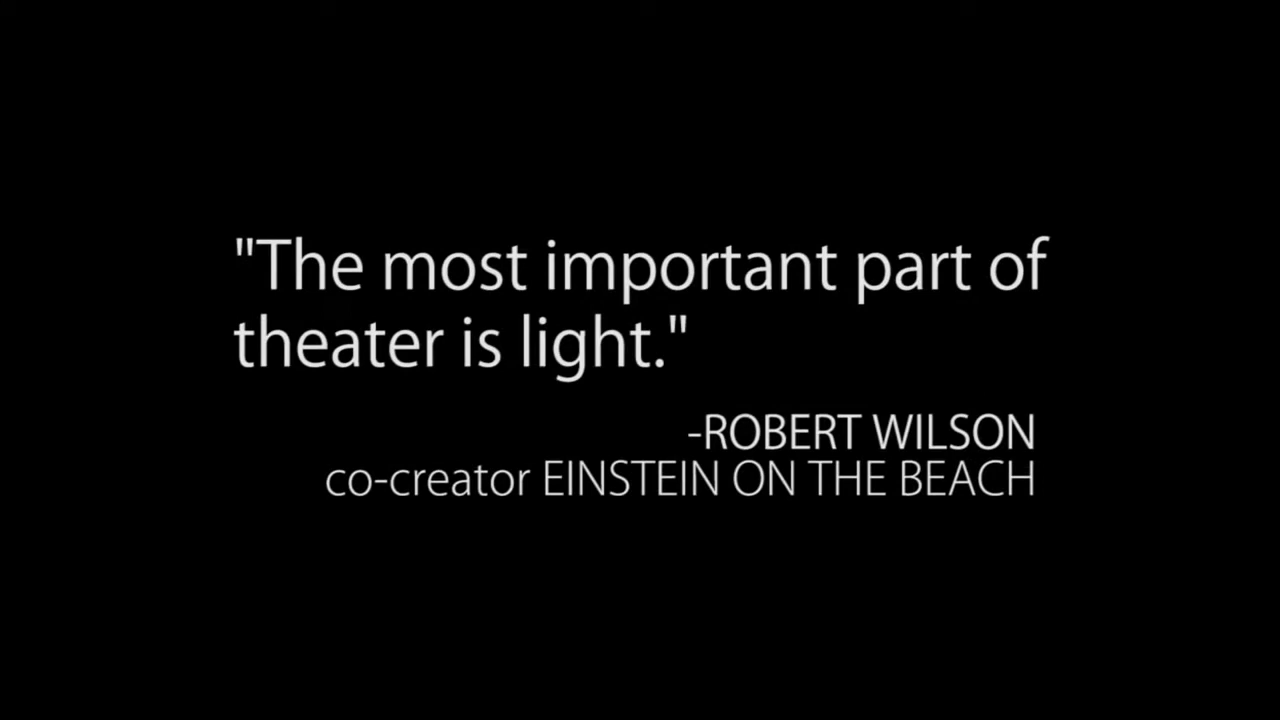 "The most important part of
theater is light."
-ROBERT WILSON
co-creator EINSTEIN ON THE BEACH